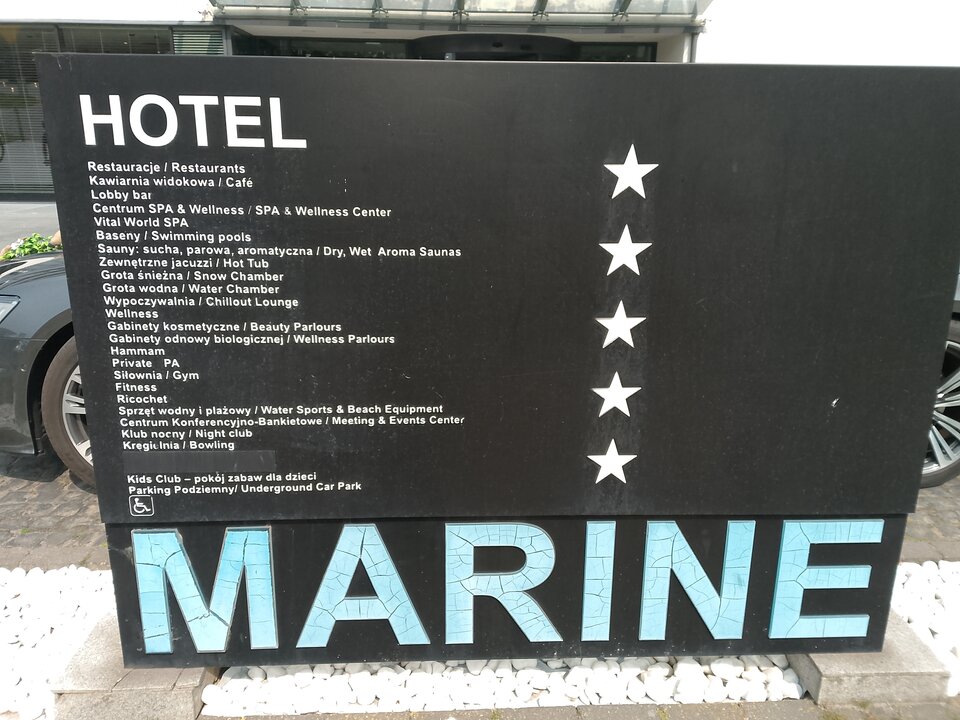 HOTEL
Restauracje / Restaurants
Kawiarnia widokowa / Café
Lobby bar
Centrum SPA & Wellness / SPA & Wellness Center
Vital World SPA
Baseny / Swimming pools
Sauny: sucha, parowa, aromatyczna / Dry, Wet Aroma Saunas
Zewnętrzne jacuzzi / Hot Tub
Grota śnieżna / Snow Chamber
Grota wodna / Water Chamber
Wypoczywalnia / Chillout Lounge
Wellness
Gabinety kosmetyczne / Beauty Parlours
Gabinety odnowy biologicznej / Wellness Parlours
Hammam
Private PA
Siłownia / Gym
Fitness
Ricochet
Sprzęt wodny i plażowy / Water Sports & Beach Equipment
Centrum Konferencyjno-Bankietowe / Meeting & Events Center
Klub nocny / Night club
Kręgielnia / Bowling
Kids Club – pokój zabaw dla dzieci
Parking Podziemny/ Underground Car Park
MARINE